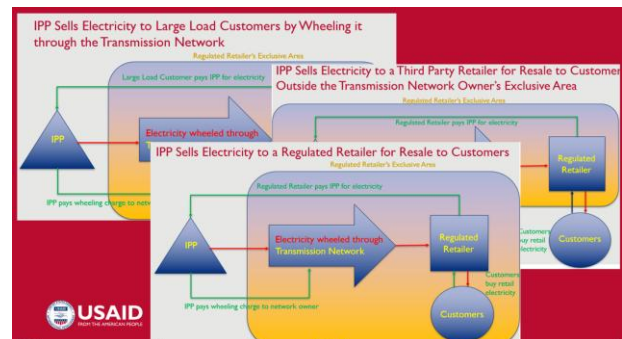 IPP Sells Electricity to Large Load Customers by Wheeling it
through the Transmission Network
Regulated Retailer's Exclusive Area
Large Load Customer pays IPP for electricity
IPP
Electricity wheeled through
IPP pays wheeling charge to
IPP Sells Electricity to a Third Party Retailer for Resale to
Outside the Transmission Network Owner's Exclusive Area
Regulated Retailer's Exclusive Area
Regulated Retailer pays IPP for electricity
Regulated
Retailer
Customers
buy retail
electricity
Customers
IPP Sells Electricity to a Regulated Retailer for Resale to Customers
Regulated Retailer's Exclusive Area
Regulated Retailer pays IPP for electricity
IPP
Electricity wheeled through
Transmission Network
Regulated
Retailer
IPP pays wheeling charge to network owner
Customers
buy retail
electricity
Customers
USAID
FROM THE AMERICAN PEOPLE